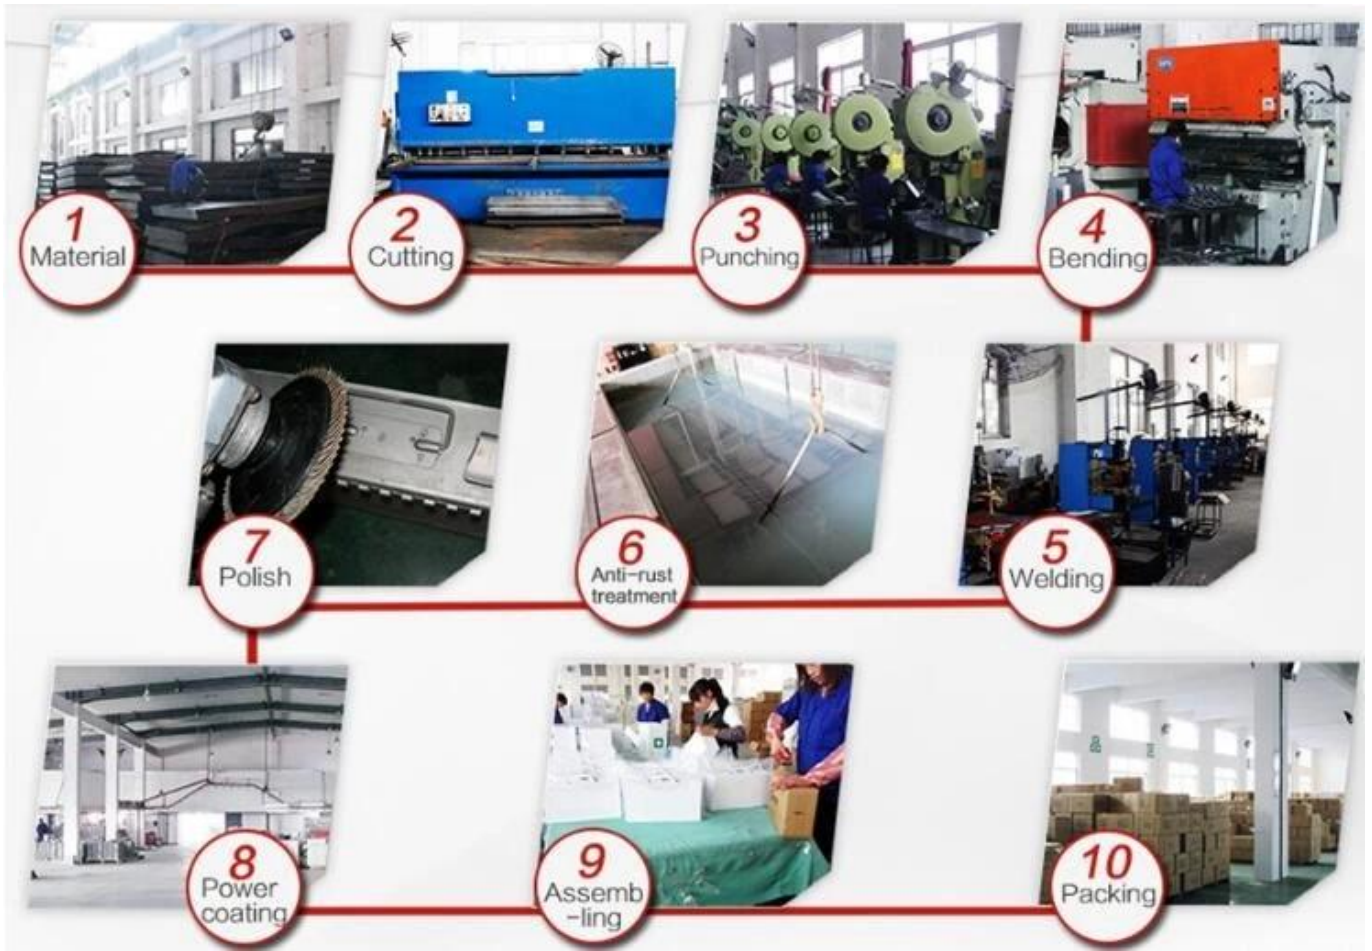 1
Material
2
Cutting
3
Punching
4
Bending
5
Welding
6
Anti-rust
treatment
7
Polish
8
Power
coating
9
Assemb
-ling
10
Packing